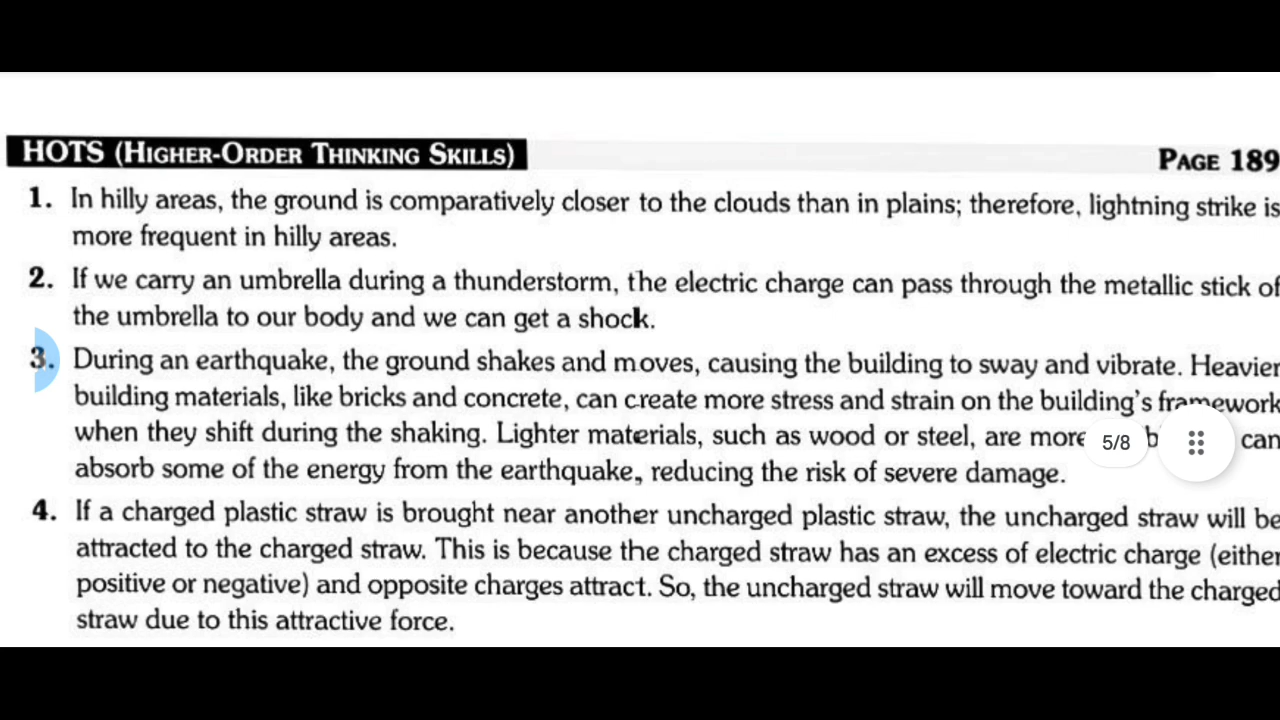 HOTS (HIGHER-ORDER THINKING SKILLS) PAGE 189
1. In hilly areas, the ground is comparatively closer to the clouds than in plains; therefore, lightning strike is
more frequent in hilly areas.
2. If we carry an umbrella during a thunderstorm, the electric charge can pass through the metallic stick of
the umbrella to our body and we can get a shock.
3. During an earthquake, the ground shakes and moves, causing the building to sway and vibrate. Heavier
building materials, like bricks and concrete, can create more stress and strain on the building's framework
when they shift during the shaking. Lighter materials, such as wood or steel, are more 5/8 can
absorb some of the energy from the earthquake, reducing the risk of severe damage.
4. If a charged plastic straw is brought near another uncharged plastic straw, the uncharged straw will be
attracted to the charged straw. This is because the charged straw has an excess of electric charge (either
positive or negative) and opposite charges attract. So, the uncharged straw will move toward the charged
straw due to this attractive force.